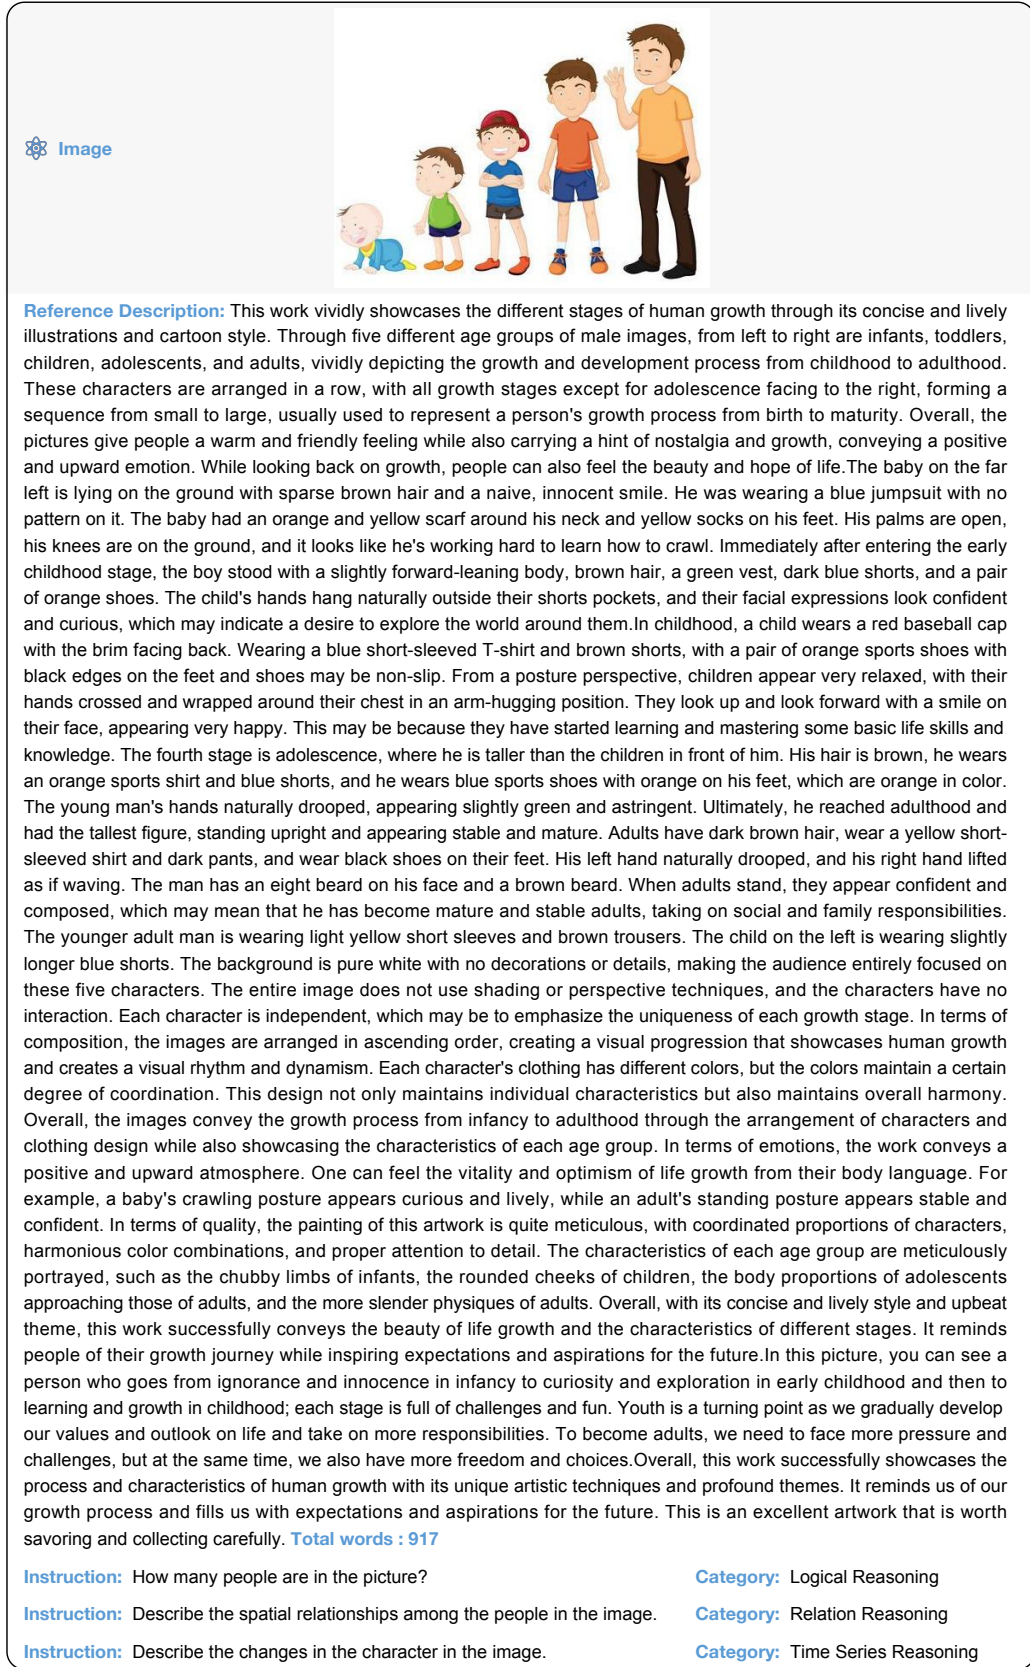 Image
Reference Description: This work vividly showcases the different stages of human growth through its concise and lively
illustrations and cartoon style. Through five different age groups of male images, from left to right are infants, toddlers,
children, adolescents, and adults, vividly depicting the growth and development process from childhood to adulthood.
These characters are arranged in a row, with all growth stages except for adolescence facing to the right, forming a
sequence from small to large, usually used to represent a person's growth process from birth to maturity. Overall, the
pictures give people a warm and friendly feeling while also carrying a hint of nostalgia and growth, conveying a positive
and upward emotion. While looking back on growth, people can also feel the beauty and hope of life.The baby on the far
left is lying on the ground with sparse brown hair and a naive, innocent smile. He was wearing a blue jumpsuit with no
pattern on it. The baby had an orange and yellow scarf around his neck and yellow socks on his feet. His palms are open,
his knees are on the ground, and it looks like he's working hard to learn how to crawl. Immediately after entering the early
childhood stage, the boy stood with a slightly forward-leaning body, brown hair, a green vest, dark blue shorts, and a pair
of orange shoes. The child's hands hang naturally outside their shorts pockets, and their facial expressions look confident
and curious, which may indicate a desire to explore the world around them.In childhood, a child wears a red baseball cap
with the brim facing back. Wearing a blue short-sleeved T-shirt and brown shorts, with a pair of orange sports shoes with
black edges on the feet and shoes may be non-slip. From a posture perspective, children appear very relaxed, with their
hands crossed and wrapped around their chest in an arm-hugging position. They look up and look forward with a smile on
their face, appearing very happy. This may be because they have started learning and mastering some basic life skills and
knowledge. The fourth stage is adolescence, where he is taller than the children in front of him. His hair is brown, he wears
an orange sports shirt and blue shorts, and he wears blue sports shoes with orange on his feet, which are orange in color.
The young man's hands naturally drooped, appearing slightly green and astringent. Ultimately, he reached adulthood and
had the tallest figure, standing upright and appearing stable and mature. Adults have dark brown hair, wear a yellow short-
sleeved shirt and dark pants, and wear black shoes on their feet. His left hand naturally drooped, and his right hand lifted
as if waving. The man has an eight beard on his face and a brown beard. When adults stand, they appear confident and
composed, which may mean that he has become mature and stable adults, taking on social and family responsibilities.
The younger adult man is wearing light yellow short sleeves and brown trousers. The child on the left is wearing slightly
longer blue shorts. The background is pure white with no decorations or details, making the audience entirely focused on
these five characters. The entire image does not use shading or perspective techniques, and the characters have no
interaction. Each character is independent, which may be to emphasize the uniqueness of each growth stage. In terms of
composition, the images are arranged in ascending order, creating a visual progression that showcases human growth
and creates a visual rhythm and dynamism. Each character's clothing has different colors, but the colors maintain a certain
degree of coordination. This design not only maintains individual characteristics but also maintains overall harmony.
Overall, the images convey the growth process from infancy to adulthood through the arrangement of characters and
clothing design while also showcasing the characteristics of each age group. In terms of emotions, the work conveys a
positive and upward atmosphere. One can feel the vitality and optimism of life growth from their body language. For
example, a baby's crawling posture appears curious and lively, while an adult's standing posture appears stable and
confident. In terms of quality, the painting of this artwork is quite meticulous, with coordinated proportions of characters,
harmonious color combinations, and proper attention to detail. The characteristics of each age group are meticulously
portrayed, such as the chubby limbs of infants, the rounded cheeks of children, the body proportions of adolescents
approaching those of adults, and the more slender physiques of adults. Overall, with its concise and lively style and upbeat
theme, this work successfully conveys the beauty of life growth and the characteristics of different stages. It reminds
people of their growth journey while inspiring expectations and aspirations for the future.In this picture, you can see a
person who goes from ignorance and innocence in infancy to curiosity and exploration in early childhood and then to
learning and growth in childhood; each stage is full of challenges and fun. Youth is a turning point as we gradually develop
our values and outlook on life and take on more responsibilities. To become adults, we need to face more pressure and
challenges, but at the same time, we also have more freedom and choices.Overall, this work successfully showcases the
process and characteristics of human growth with its unique artistic techniques and profound themes. It reminds us of our
growth process and fills us with expectations and aspirations for the future. This is an excellent artwork that is worth
savoring and collecting carefully. Total words : 917
Instruction: How many people are in the picture? Category: Logical Reasoning
Instruction: Describe the spatial relationships among the people in the image. Category: Relation Reasoning
Instruction: Describe the changes in the character in the image. Category: Time Series Reasoning